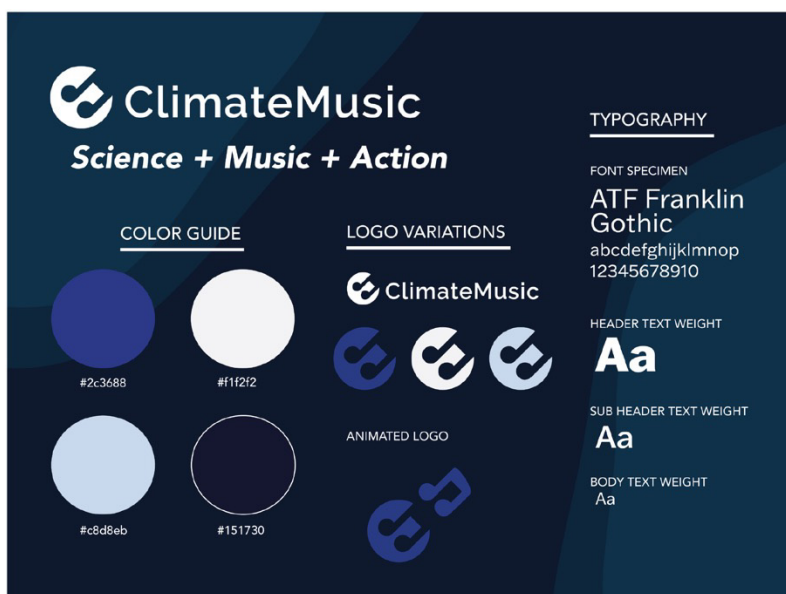 ClimateMusic
Science + Music + Action
COLOR GUIDE
#2c3688
#f1f2f2
#c8d8eb
#151730
LOGO VARIATIONS
ClimateMusic
ANIMATED LOGO
TYPOGRAPHY
FONT SPECIMEN
ATF Franklin
Gothic
abcdefghijklmnop
12345678910
HEADER TEXT WEIGHT
Aa
SUB HEADER TEXT WEIGHT
Aa
BODY TEXT WEIGHT
Aa